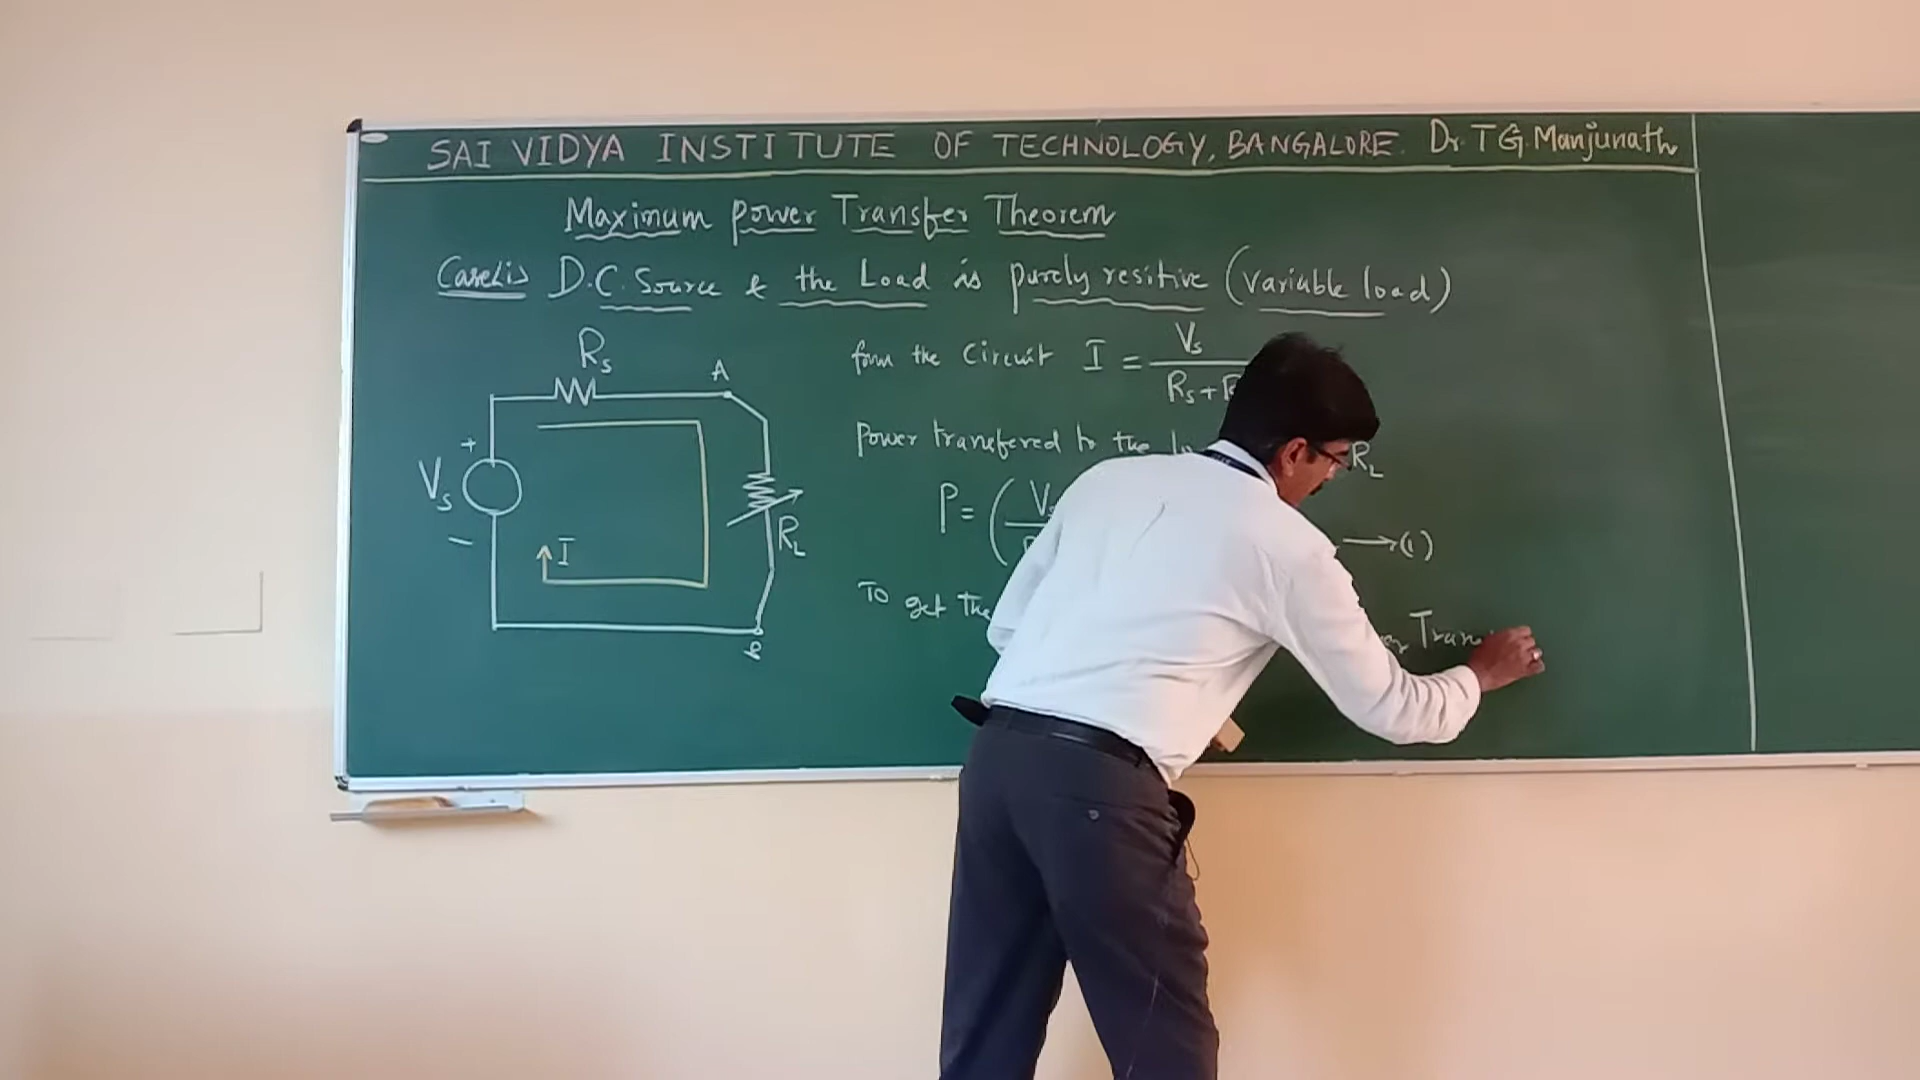 SAI VIDYA INSTITUTE OF TECHNOLOGY, BANGALORE. Dr. T G. Manjunath
Maximum power Transfer Theorem
D.C. Source & the Load is purely resitive (variable load)
Rs
A
+
Vs
-
I
RL
B
from the Circuit I = Vs
Rs +
power transfered to the
RL
P = ( Vs
→(1)
To get the
Tran